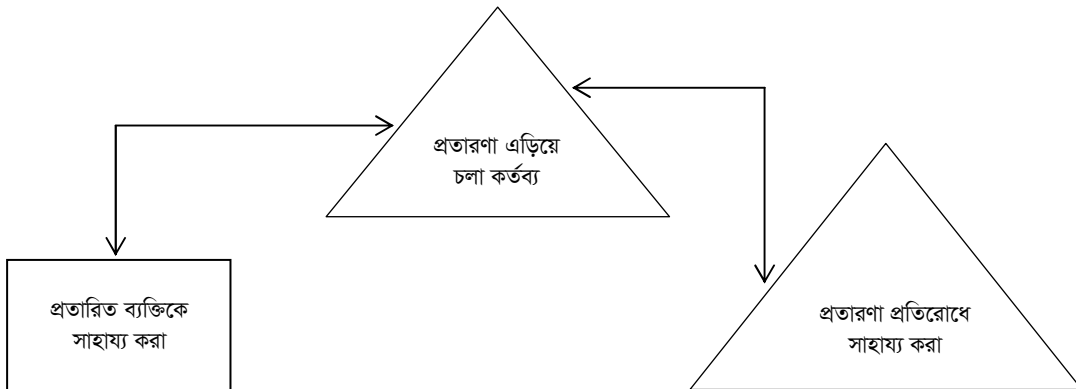 প্রতারণা এড়িয়ে
চলা কর্তব্য
প্রতারিত ব্যক্তিকে
সাহায্য করা
প্রতারণা প্রতিরোধে
সাহায্য করা